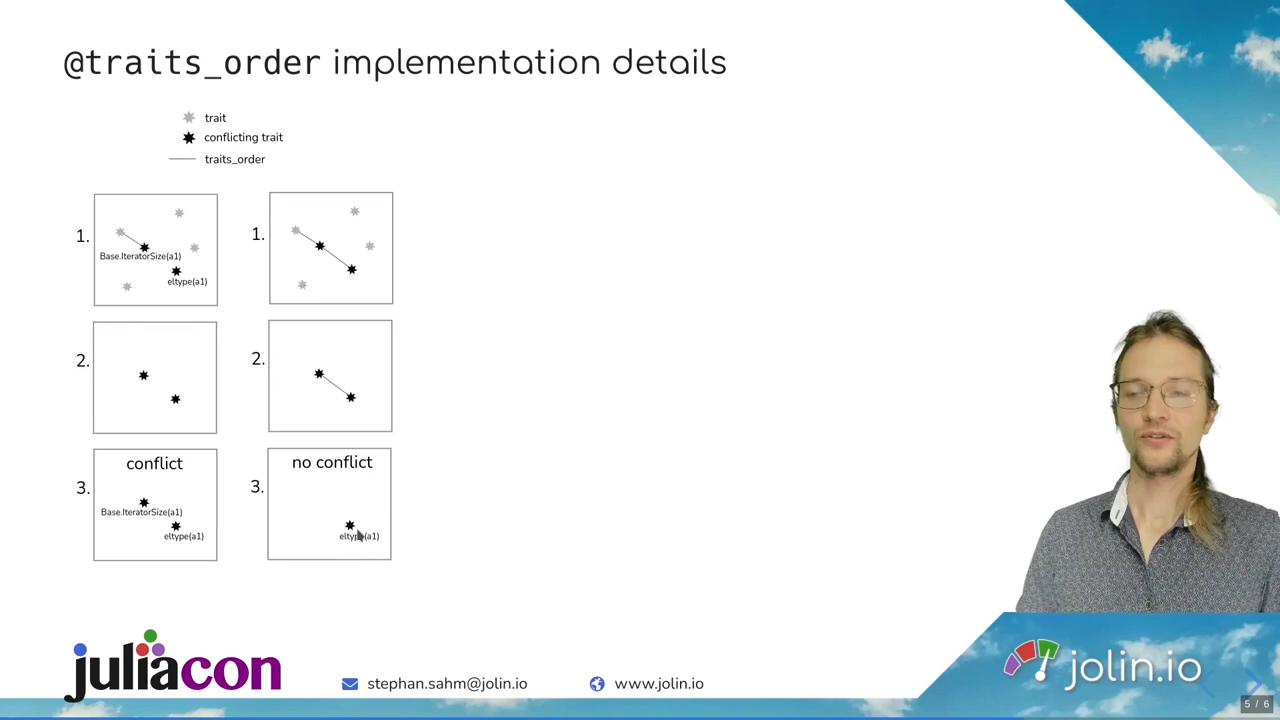 @traits_order implementation details
trait
conflicting trait
traits_order
1.
Base.IteratorSize(a1)
eltype(a1)
1.
2.
2.
3.
conflict
Base.IteratorSize(a1)
eltype(a1)
3.
no conflict
eltype(a1)
juliacon
stephan.sahm@jolin.io
www.jolin.io
jolin.io
5 / 6